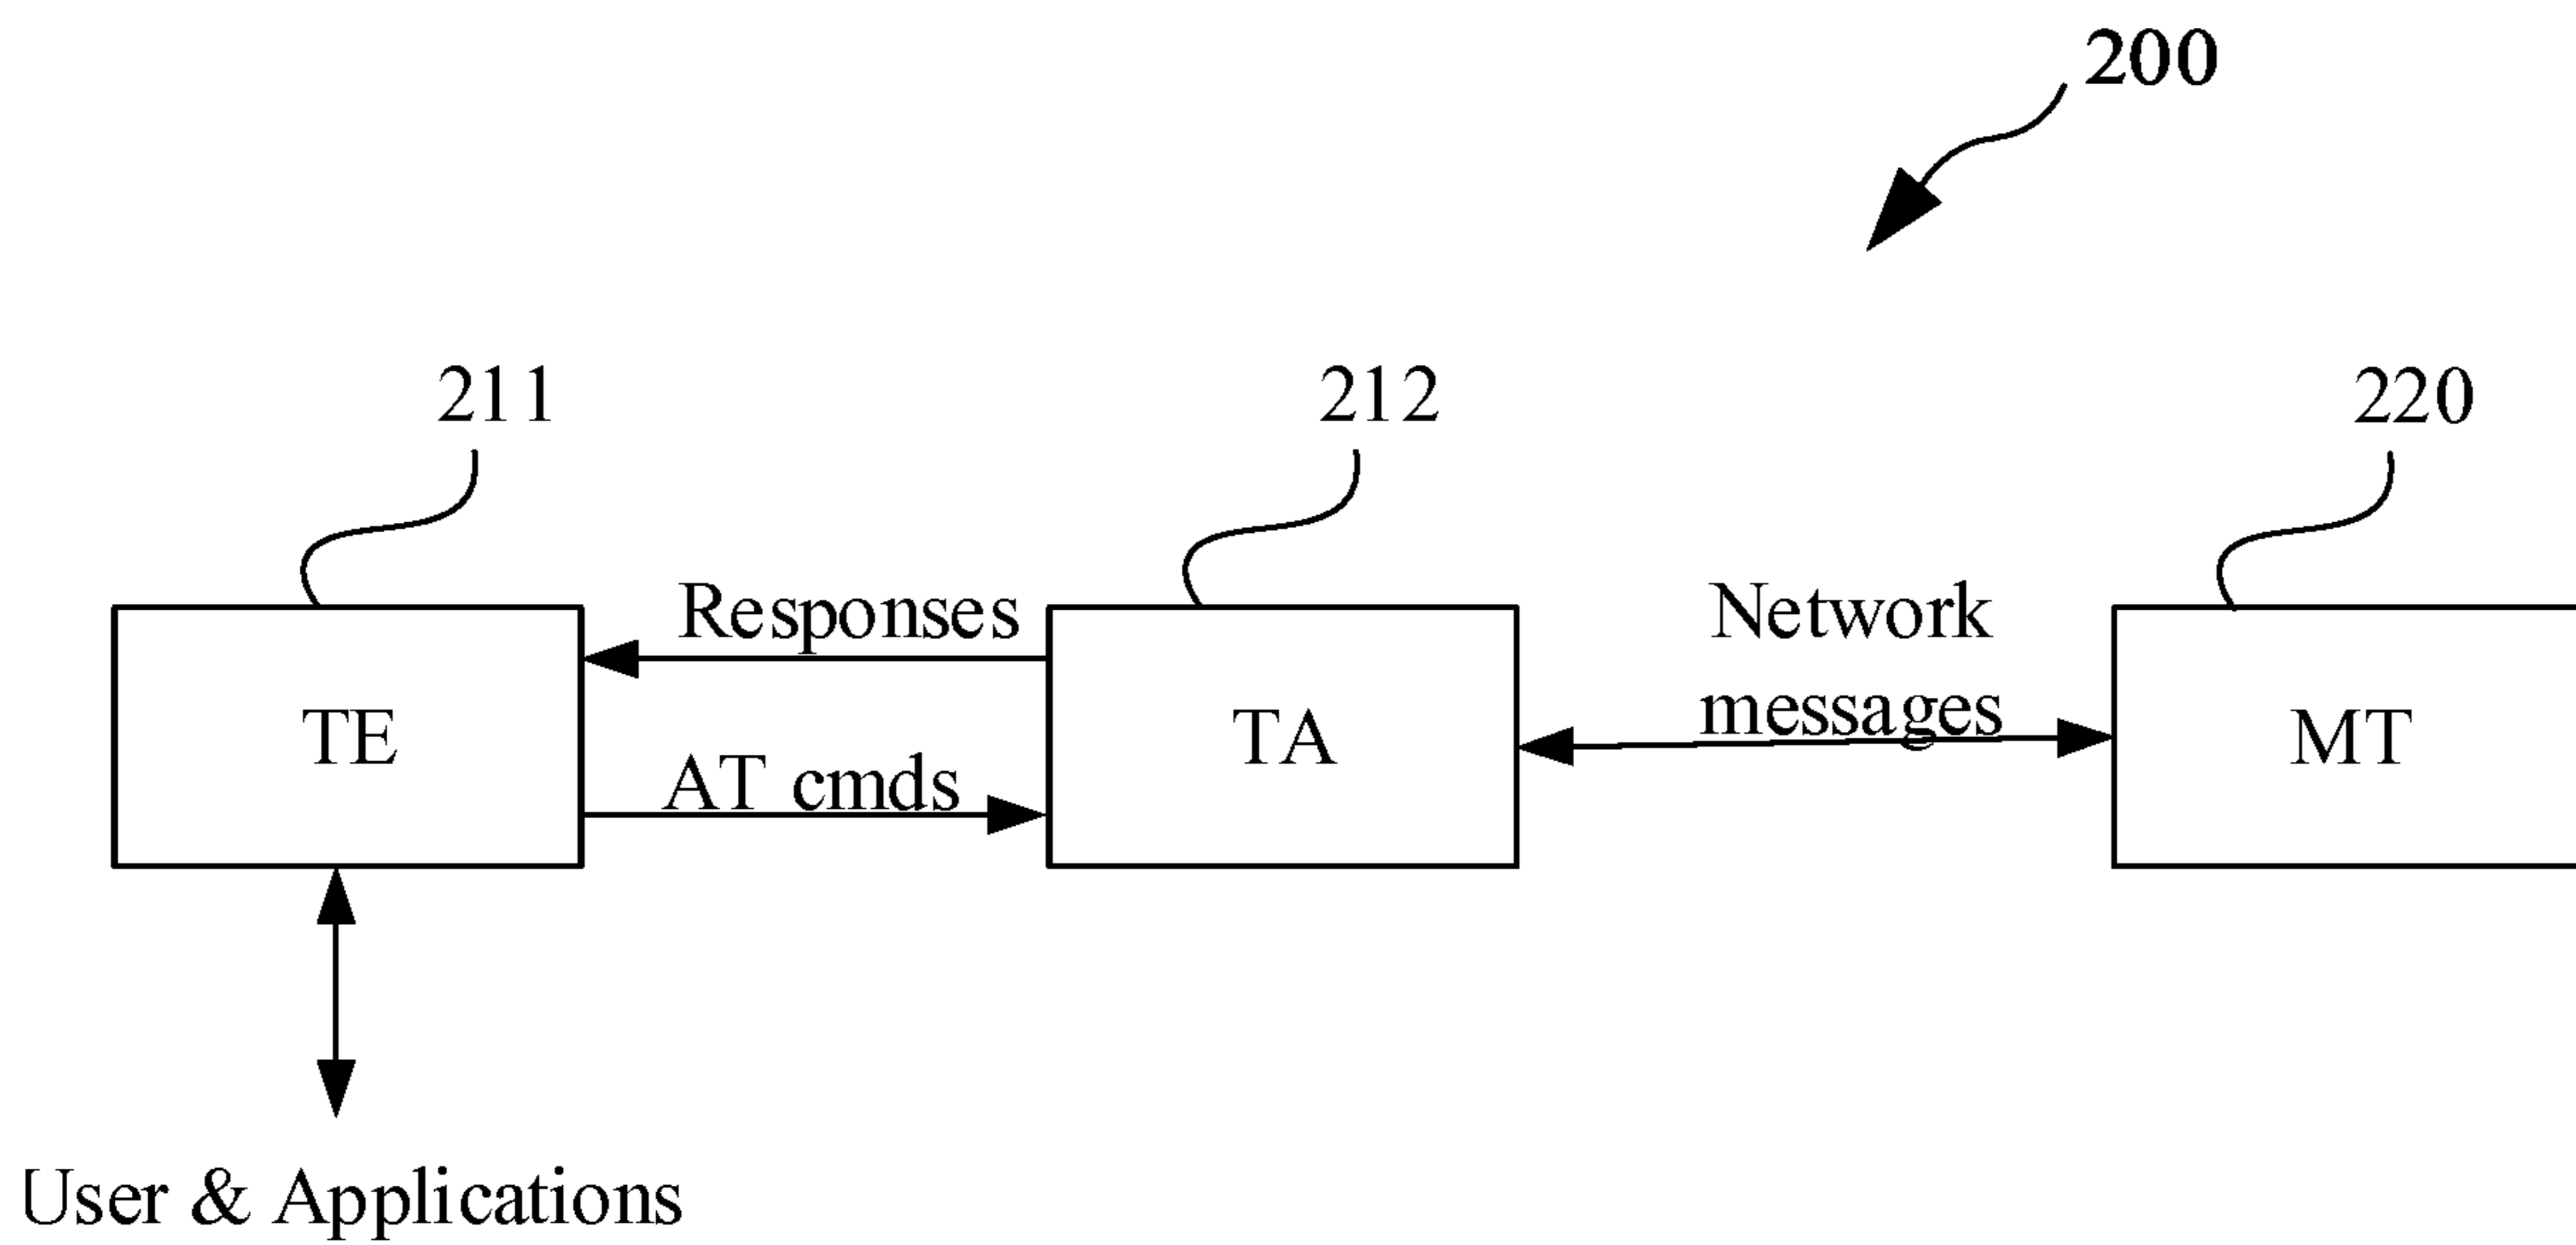 200
211
212
220
Responses
Network
messages
TE
TA
MT
AT cmds
User & Applications